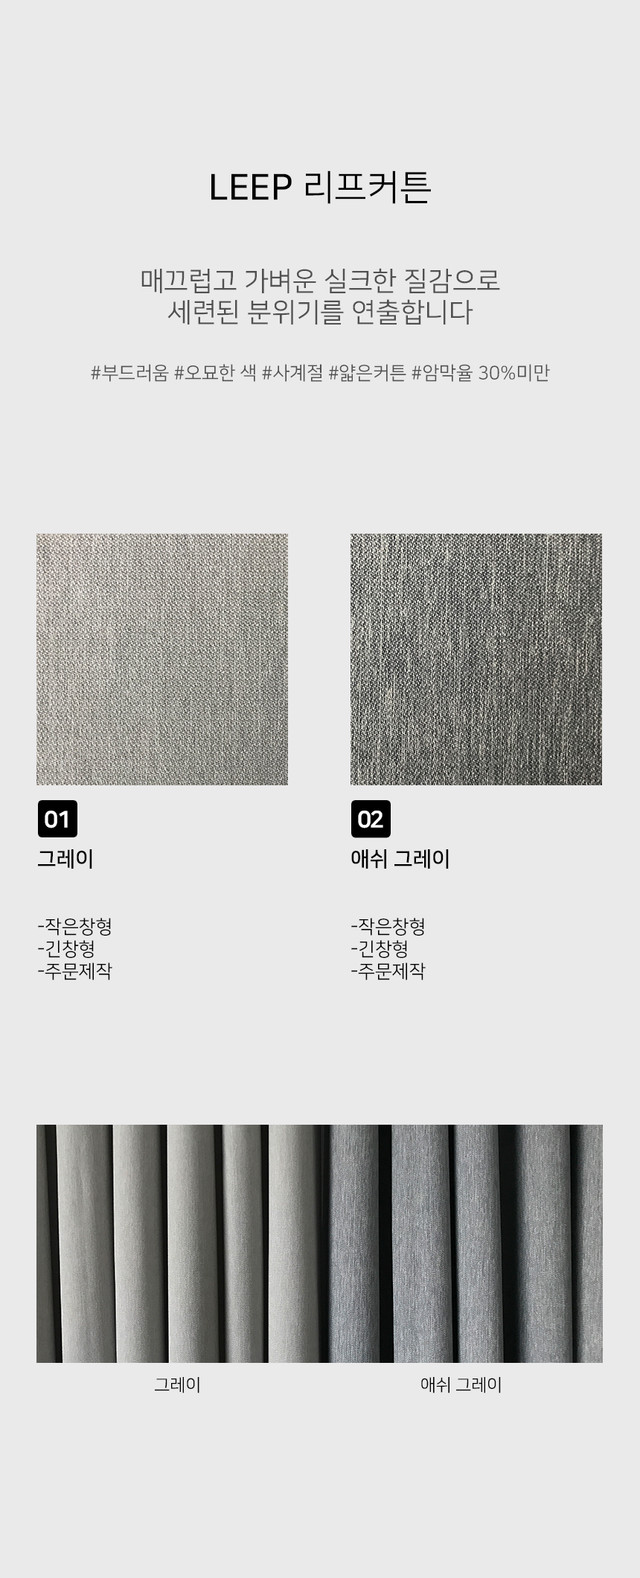 LEEP 리프커튼
매끄럽고 가벼운 실크한 질감으로
세련된 분위기를 연출합니다
#부드러움 #오묘한 색 #사계절 #얇은커튼 #암막율 30%미만
01
그레이
-작은창형
-긴창형
-주문제작
02
애쉬 그레이
-작은창형
-긴창형
-주문제작
그레이
애쉬 그레이